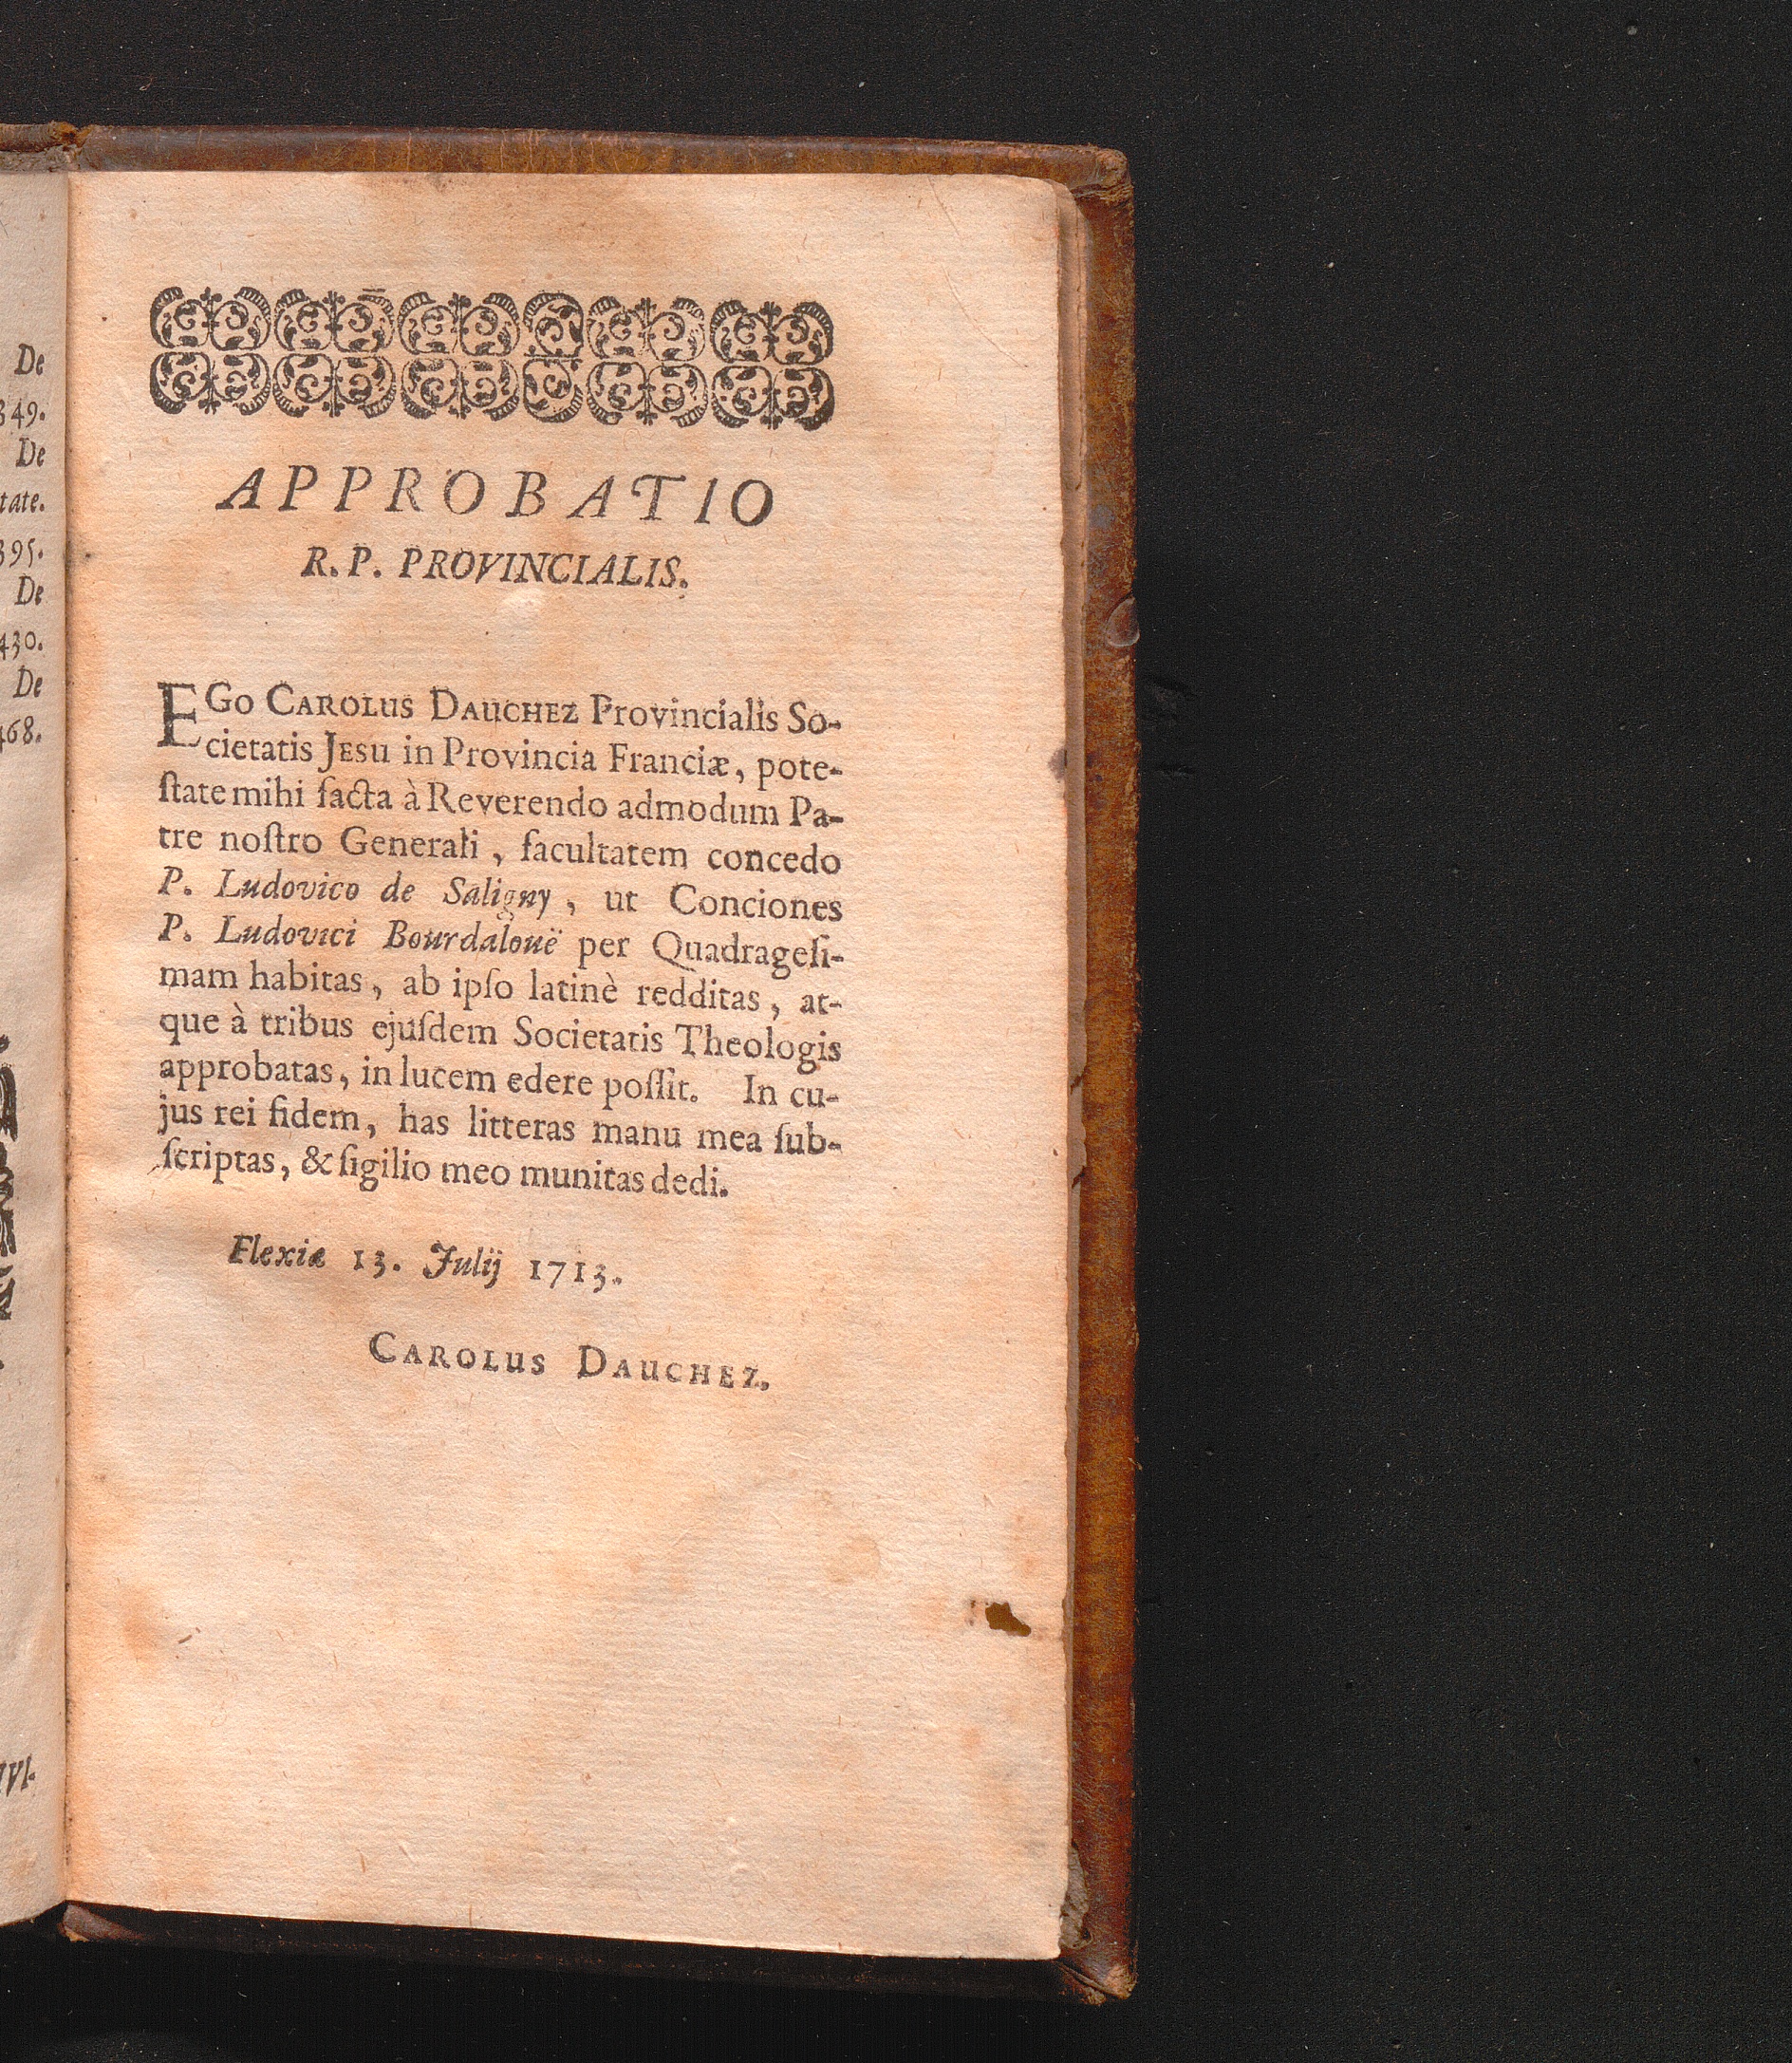 De
349.
De
tate.
395.
De
430.
De
468.
IVI-
APPROBATIO
R. P. PROVINCIALIS.
EGo CAROLUS DAUCHEZ Provincialis So-
cietatis JESU in Provincia Franciæ, pote-
ſtate mihi facta à Reverendo admodum Pa-
tre noſtro Generali, facultatem concedo
P. Ludovico de Saligny, ut Conciones
P. Ludovici Bourdalouë per Quadrageſi-
mam habitas, ab ipſo latinè redditas, at-
que à tribus ejuſdem Societatis Theologis
approbatas, in lucem edere poſſit. In cu-
jus rei fidem, has litteras manu mea ſub-
ſcriptas, & ſigilio meo munitas dedi.
Flexiæ 13. Julij 1713.
CAROLUS DAUCHEZ.